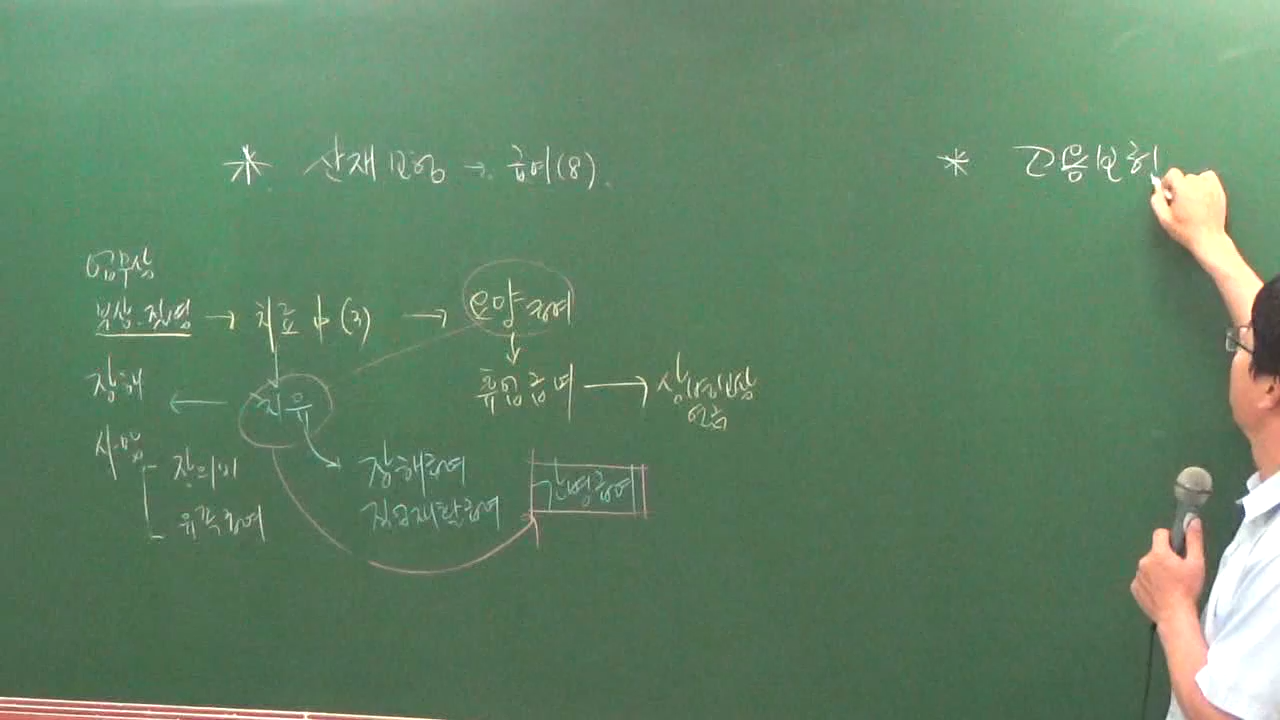 * 산재보험 → 급여(8)
* 고용보허
업무상
부상·질병 → 치료 中 (3) → 요양급여
휴업급여 → 상병보상
연금
장해 ← 치유
사망
장의비
유족급여
장해급여
직업재활급여
간병급여